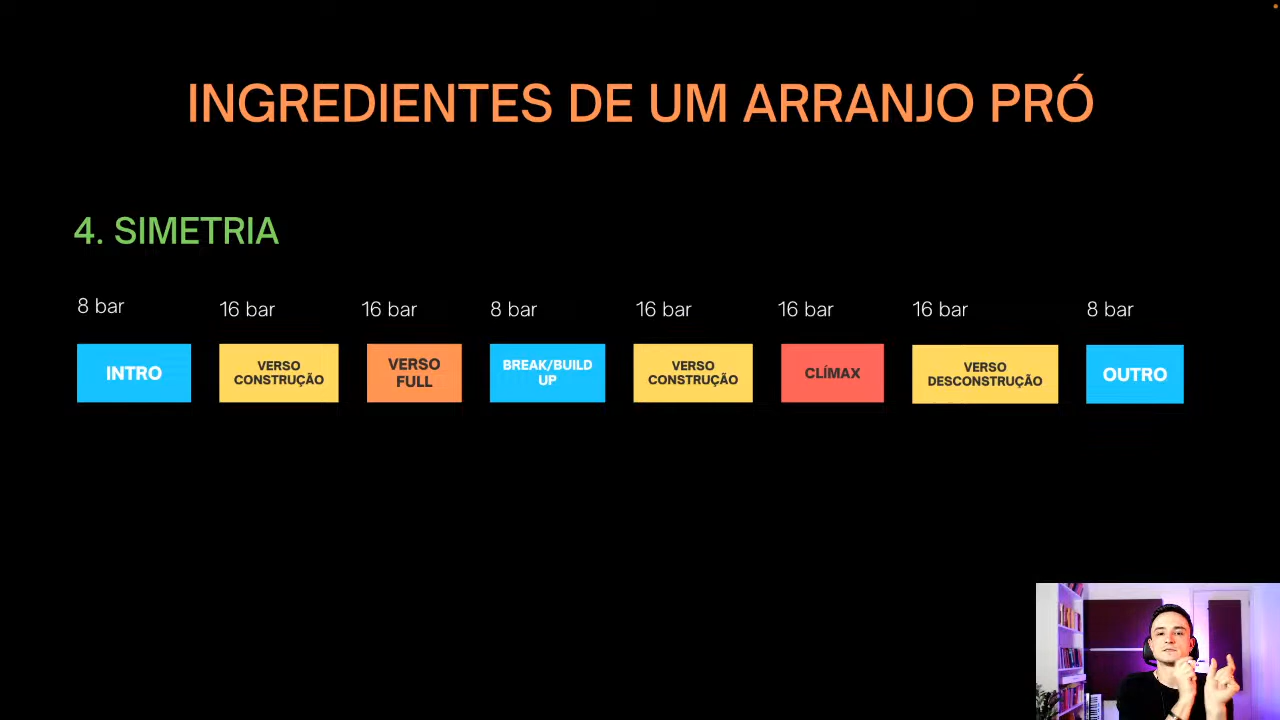 INGREDIENTES DE UM ARRANJO PRÓ
4. SIMETRIA
8 bar
16 bar
16 bar
8 bar
16 bar
16 bar
16 bar
8 bar
INTRO
VERSO
CONSTRUÇÃO
VERSO
FULL
BREAK/BUILD
UP
VERSO
CONSTRUÇÃO
CLÍMAX
VERSO
DESCONSTRUÇÃO
OUTRO